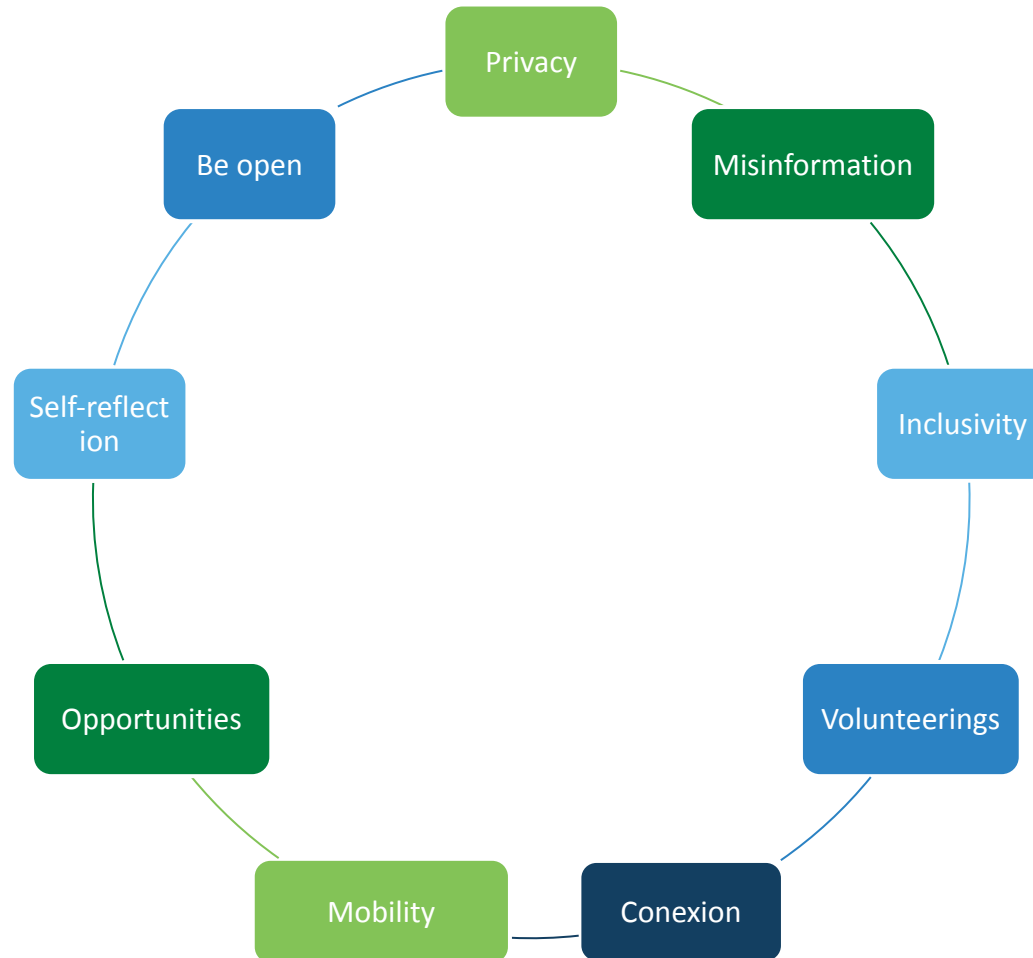 Privacy
Misinformation
Inclusivity
Volunteerings
Conexion
Mobility
Opportunities
Self-reflect
ion
Be open